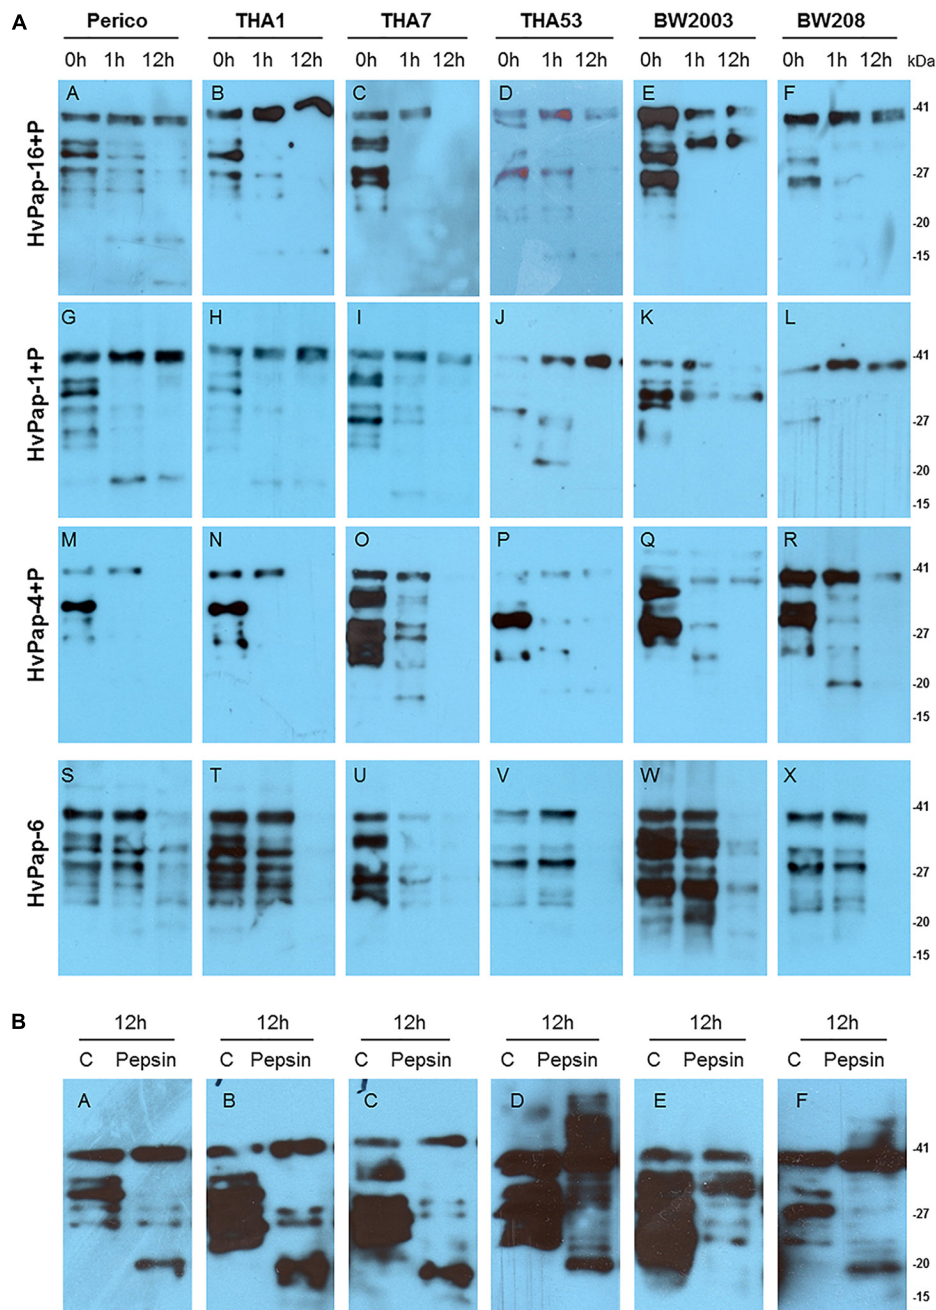 A
Perico THA1 THA7 THA53 BW2003 BW208
0h 1h 12h 0h 1h 12h 0h 1h 12h 0h 1h 12h 0h 1h 12h 0h 1h 12h kDa
HvPap-16+P
A B C D E F
-41
-27
-20
-15
HvPap-1+P
G H I J K L
-41
-27
-20
-15
HvPap-4+P
M N O P Q R
-41
-27
-20
-15
HvPap-6
S T U V W X
-41
-27
-20
-15
B
12h 12h 12h 12h 12h 12h
C Pepsin C Pepsin C Pepsin C Pepsin C Pepsin C Pepsin
A B C D E F
-41
-27
-20
-15